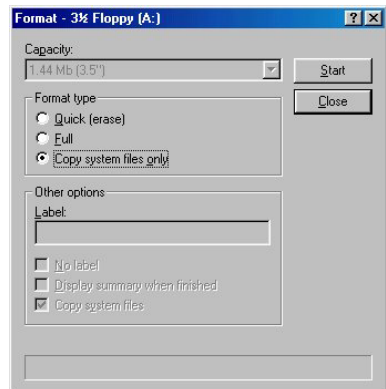 Format - 3½ Floppy (A:)
Capacity:
1.44 Mb (3.5")
Start
Format type
Close
Quick (erase)
Full
Copy system files only
Other options
Label:
No label
Display summary when finished
Copy system files